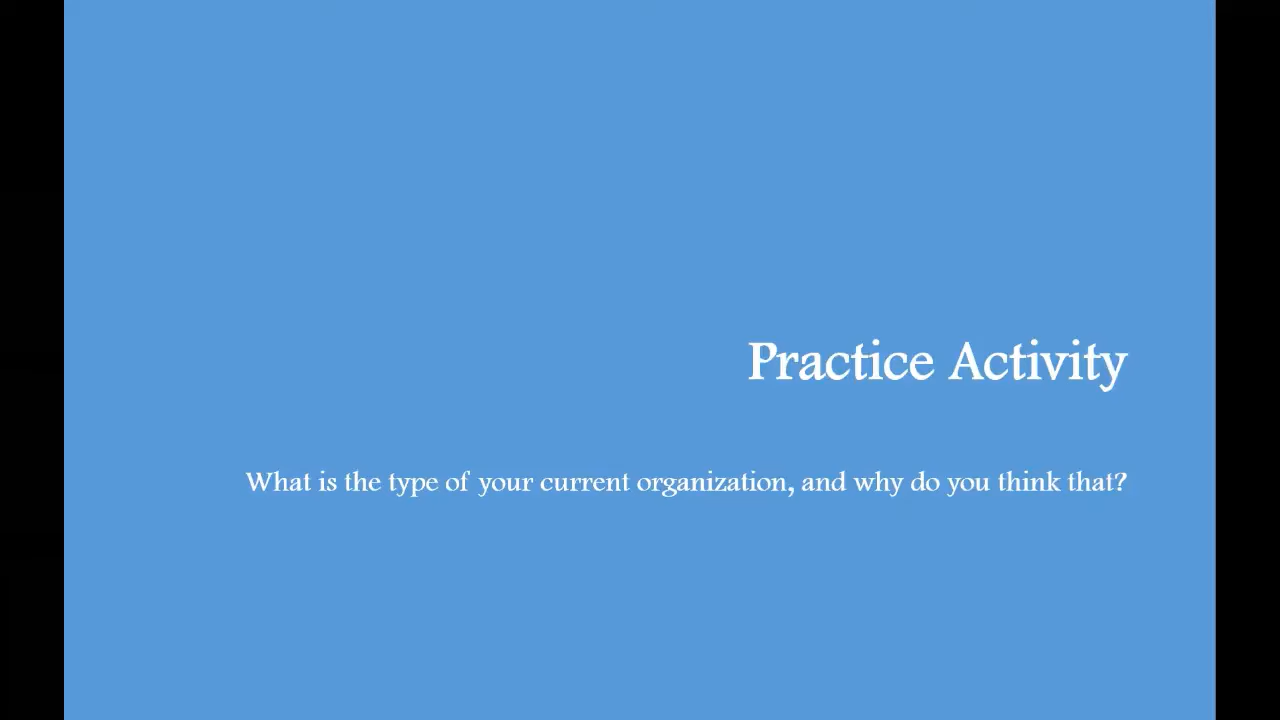 Practice Activity
What is the type of your current organization, and why do you think that?